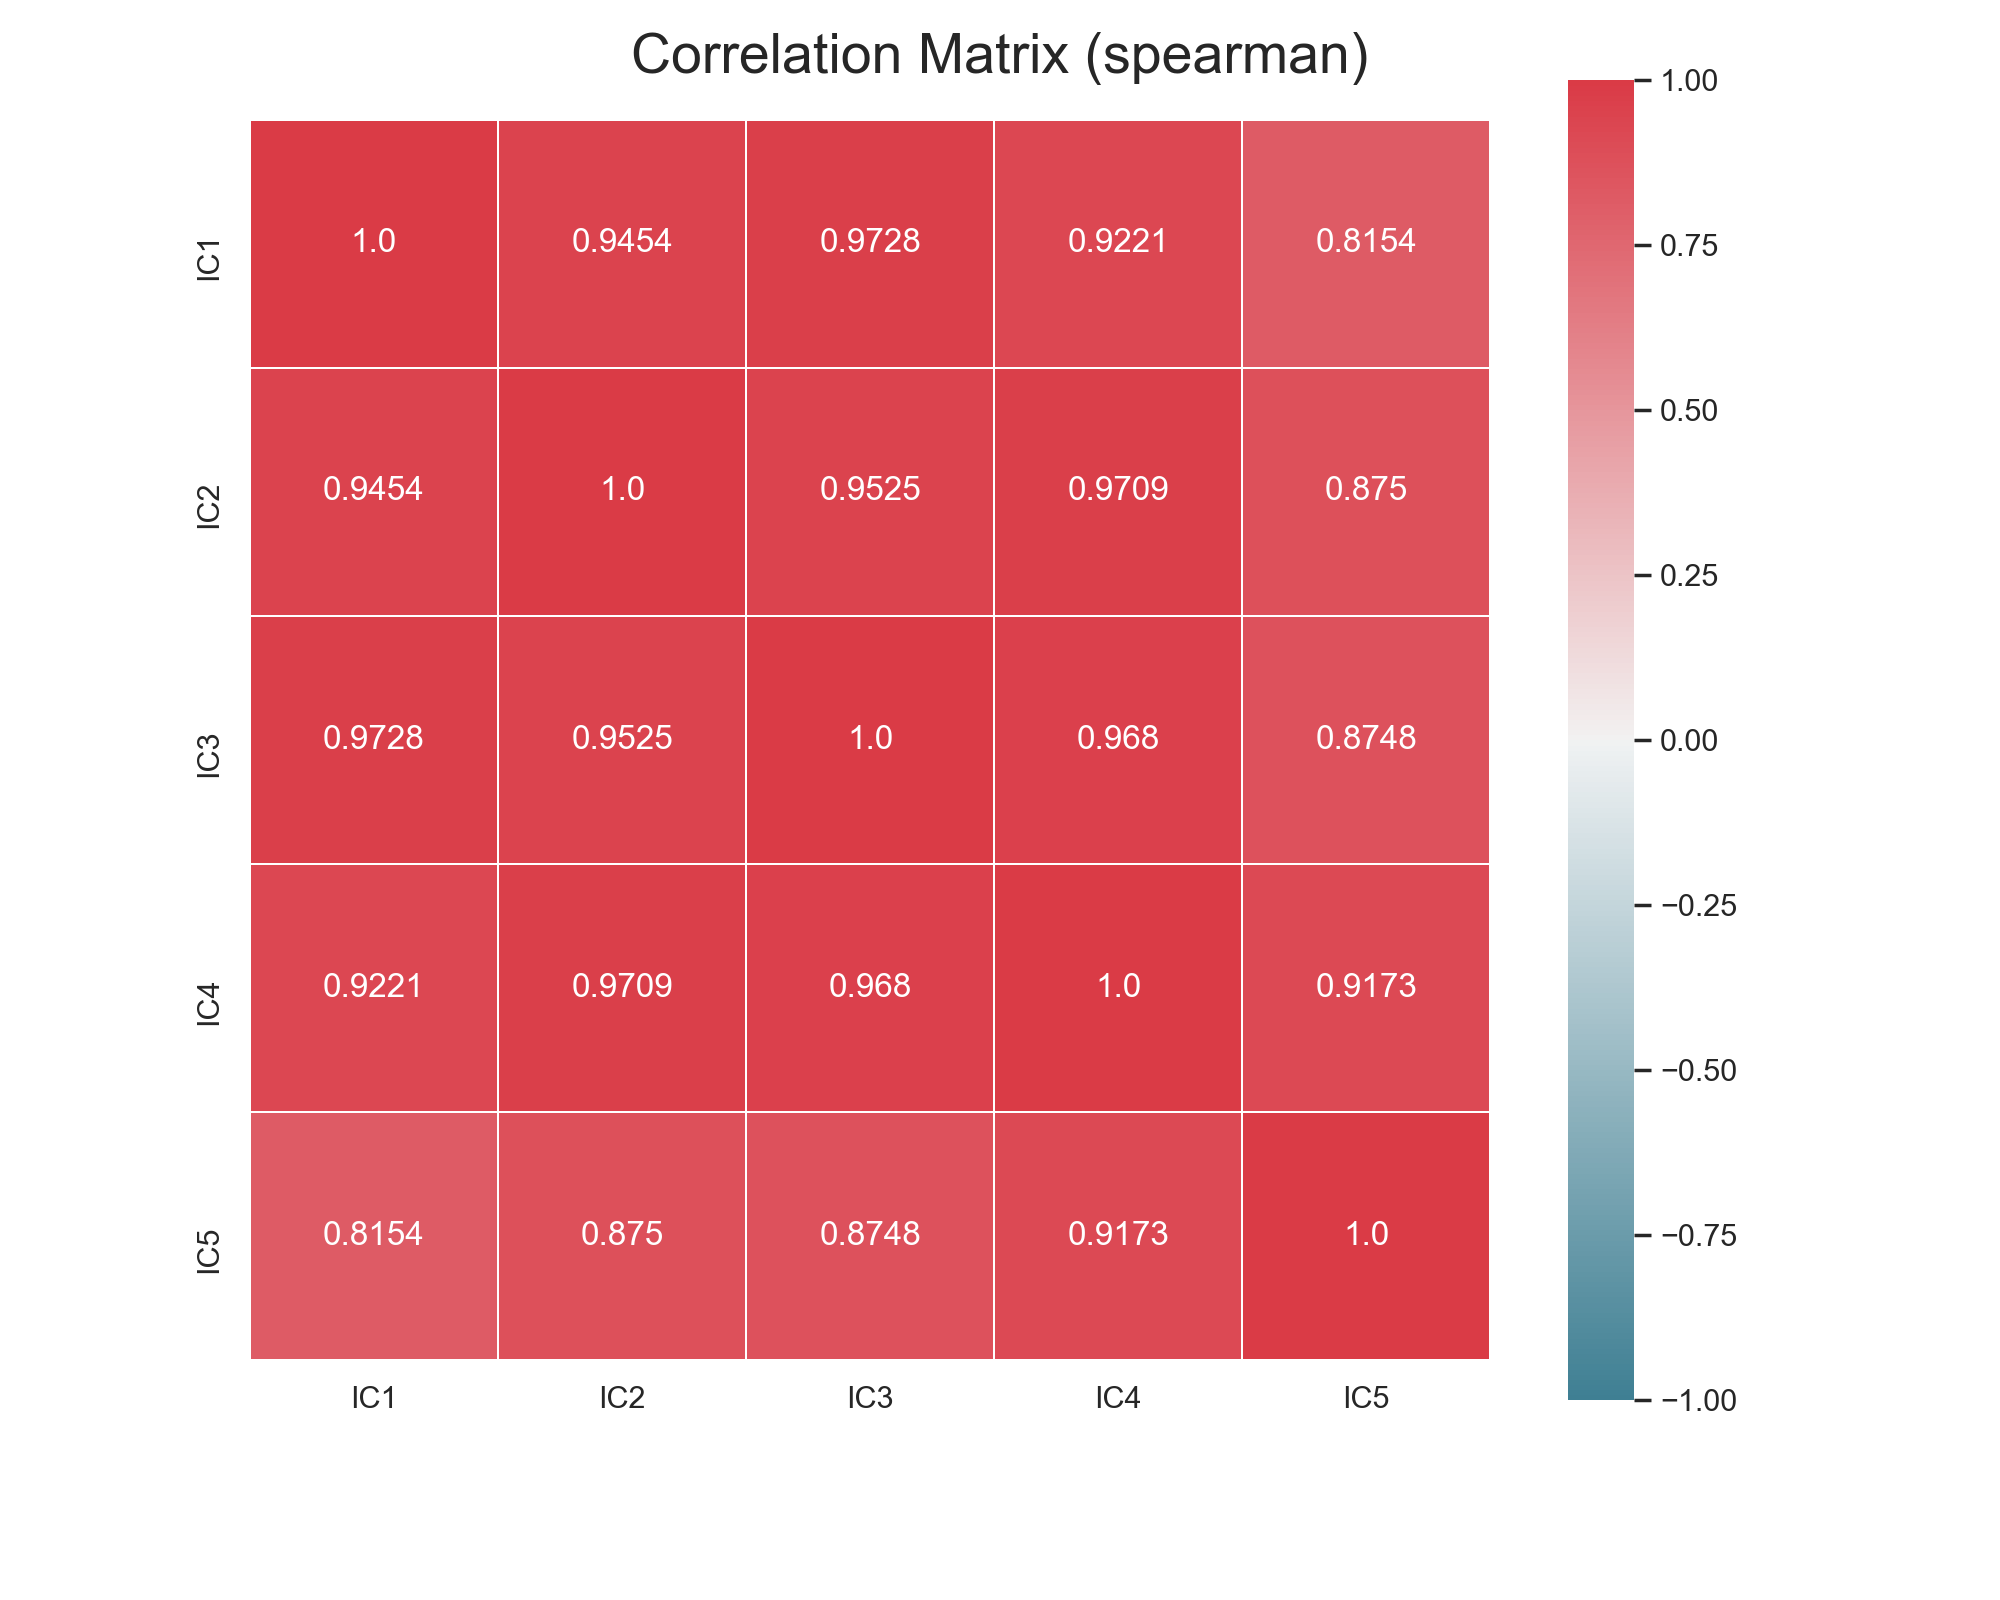 Correlation Matrix (spearman)
1.00
IC1 1.0 0.9454 0.9728 0.9221 0.8154
0.75
0.50
IC2 0.9454 1.0 0.9525 0.9709 0.875
0.25
IC3 0.9728 0.9525 1.0 0.968 0.8748
0.00
−0.25
IC4 0.9221 0.9709 0.968 1.0 0.9173
−0.50
IC5 0.8154 0.875 0.8748 0.9173 1.0
−0.75
IC1 IC2 IC3 IC4 IC5
−1.00